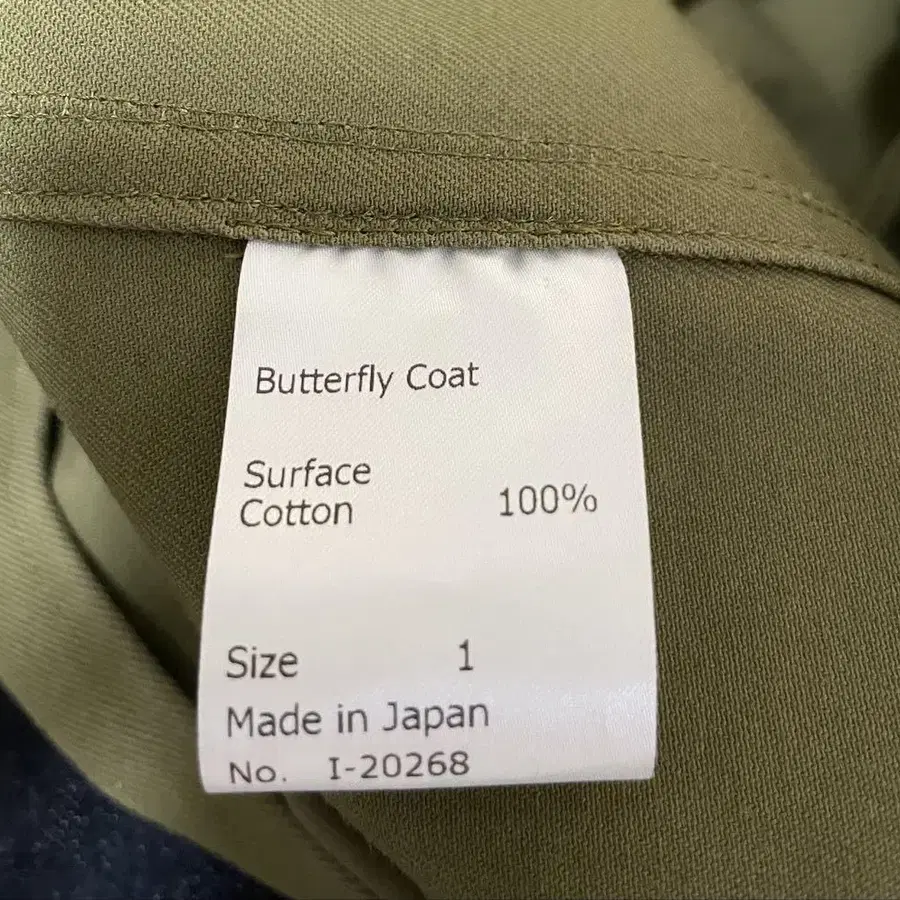 Butterfly Coat
Surface
Cotton 100%
Size 1
Made in Japan
No. I-20268